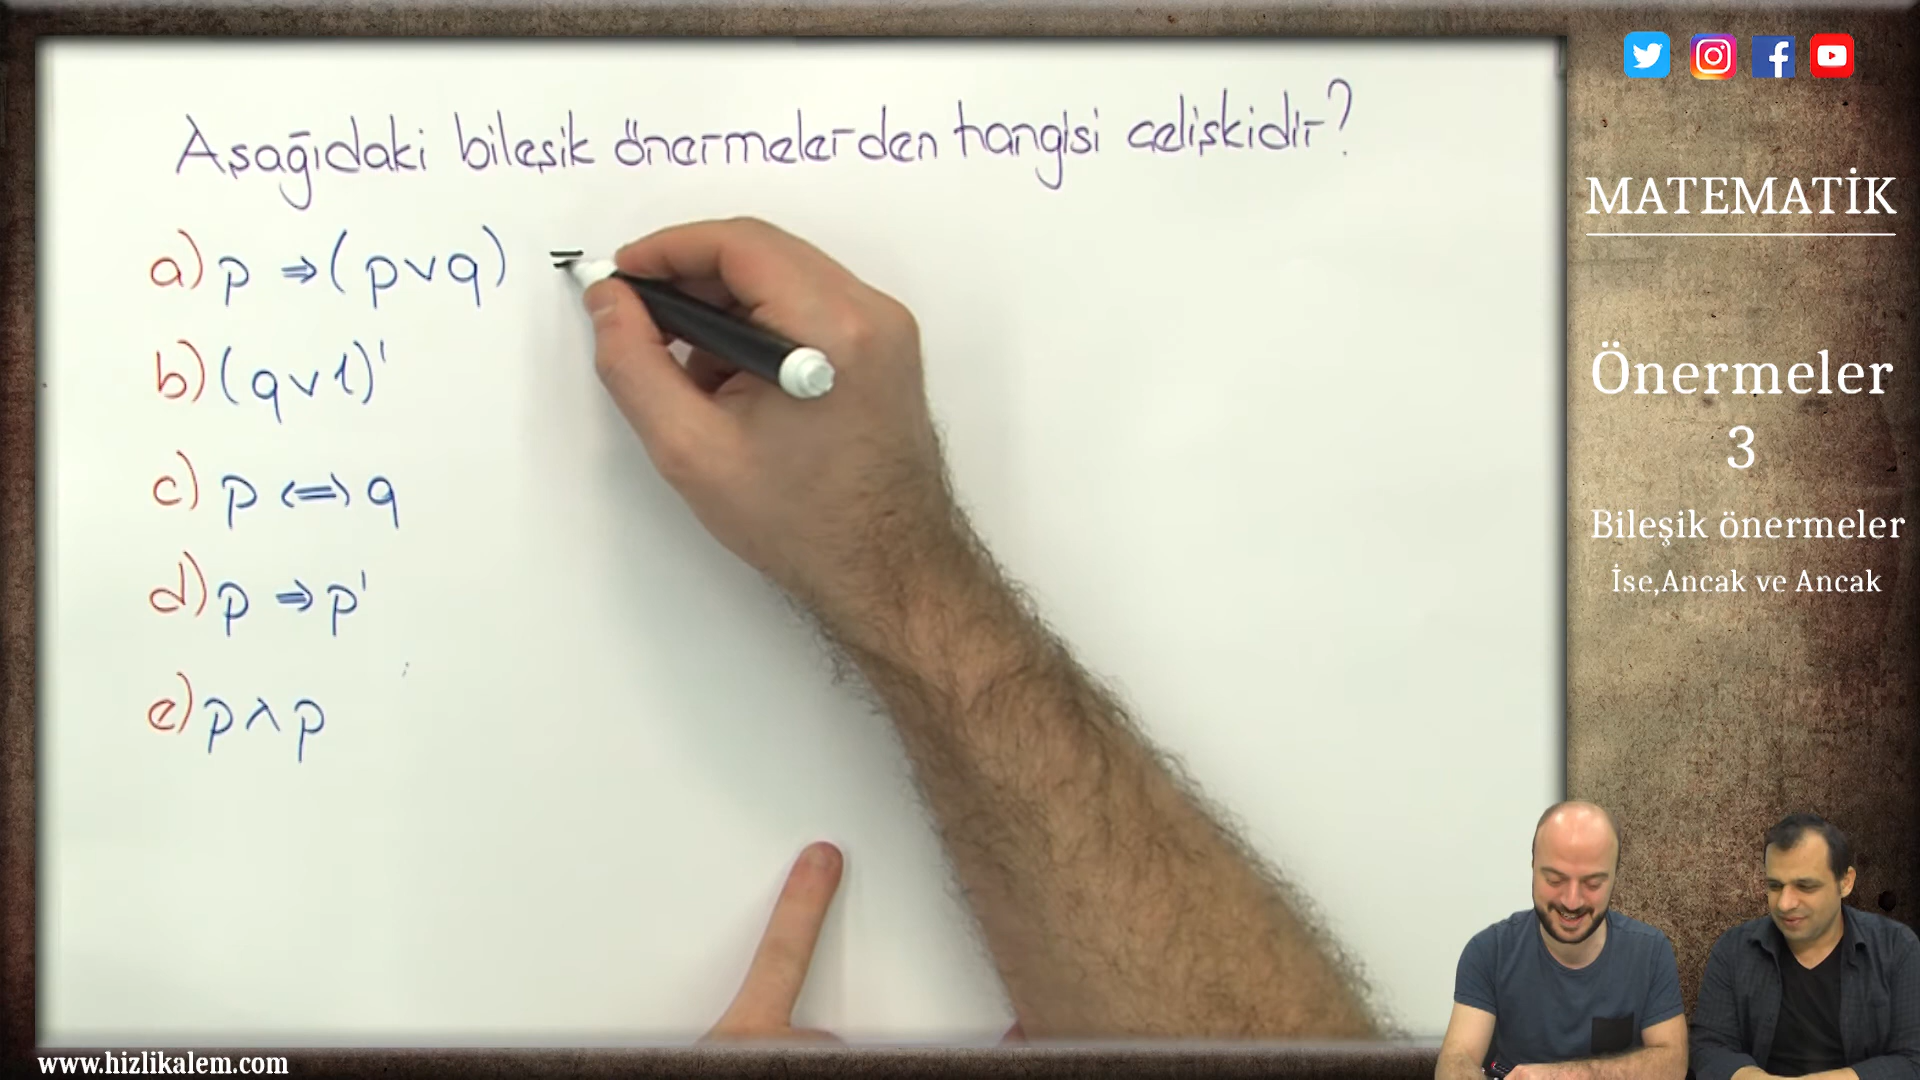 Aşağıdaki bileşik önermelerden hangisi çelişkidir?
a) p ⇒ (p∨q) =
b) (q∨1)'
c) p ⇔ q
d) p ⇒ p'
e) p ∧ p
MATEMATİK
Önermeler
3
Bileşik önermeler
İse,Ancak ve Ancak
www.hizlikalem.com